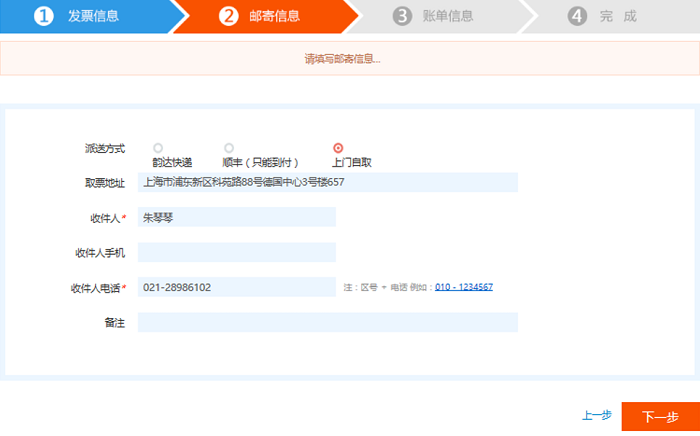 1 发票信息 2 邮寄信息 3 账单信息 4 完 成
请填写邮寄信息...
派送方式
韵达快递 顺丰（只能到付） 上门自取
取票地址 上海市浦东新区科苑路88号德国中心3号楼657
收件人* 朱琴琴
收件人手机
收件人电话* 021-28986102 注：区号 + 电话 例如：010 - 1234567
备注
上一步 下一步